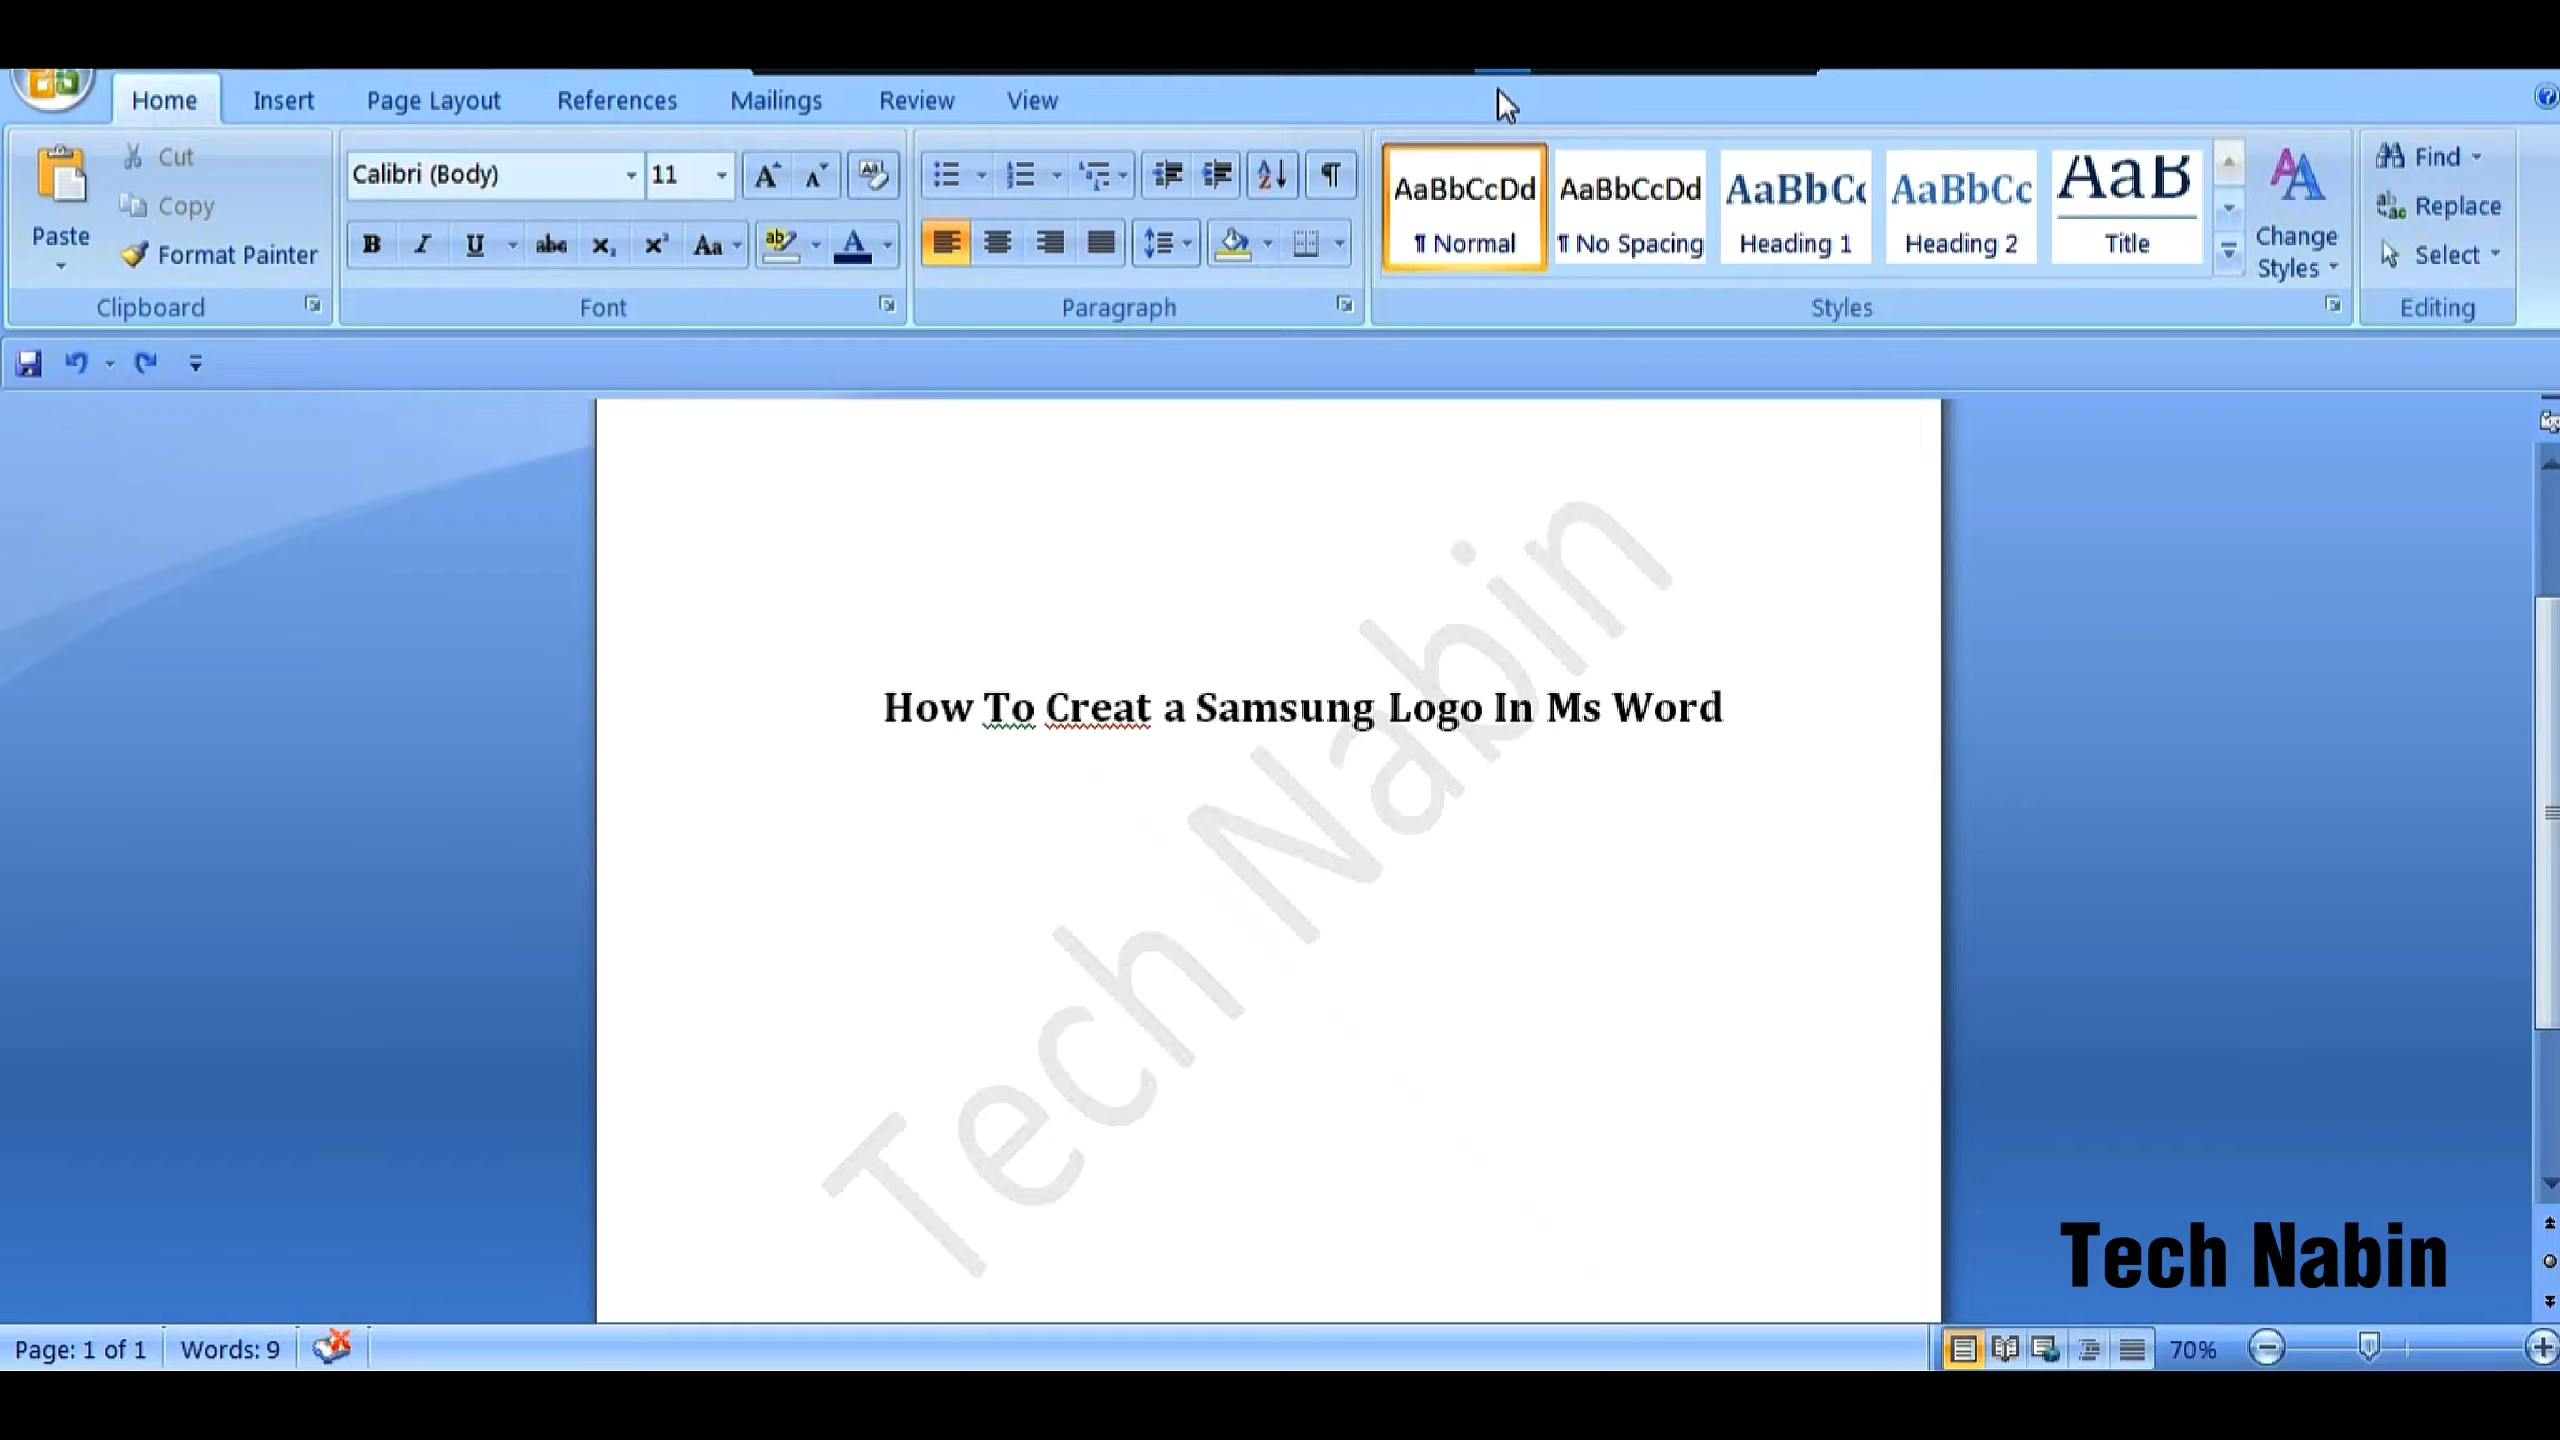 Home Insert Page Layout References Mailings Review View
Paste
Cut
Copy
Format Painter
Clipboard
Calibri (Body) 11
Font
Paragraph
AaBbCcDd AaBbCcDd AaBbCc AaBbCc AaB
¶ Normal ¶ No Spacing Heading 1 Heading 2 Title
Change
Styles
Styles
Find
Replace
Select
Editing
How To Creat a Samsung Logo In Ms Word
Tech Nabin
Tech Nabin
Page: 1 of 1 Words: 9 70%